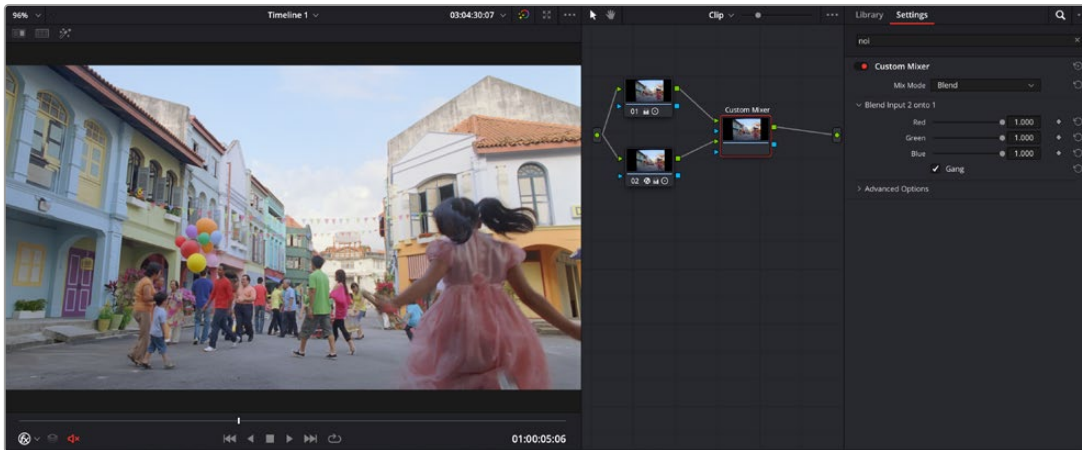 96%
Timeline 1
03:04:30:07
Clip
Library Settings
noi
Custom Mixer
Mix Mode Blend
Blend Input 2 onto 1
Red 1.000
Green 1.000
Blue 1.000
Gang
Advanced Options
01
Custom Mixer
02
01:00:05:06